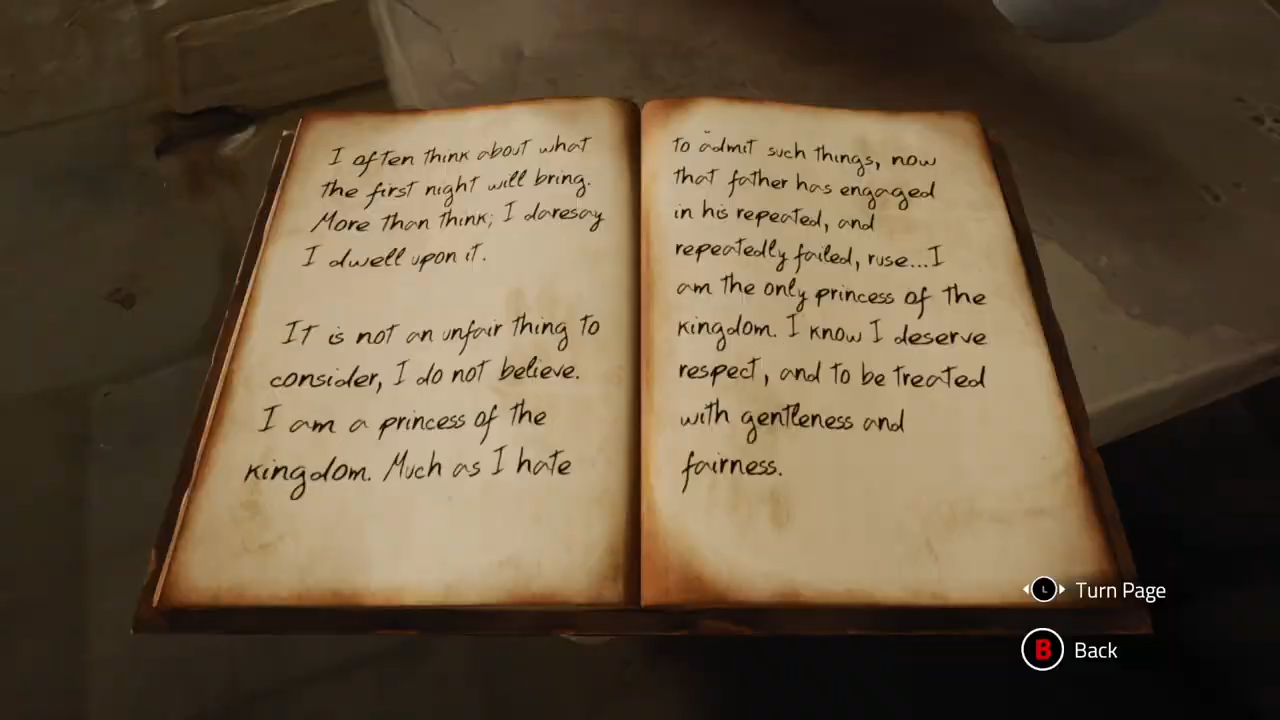 I often think about what
the first night will bring.
More than think; I daresay
I dwell upon it.
It is not an unfair thing to
consider, I do not believe.
I am a princess of the
kingdom. Much as I hate
to admit such things, now
that father has engaged
in his repeated, and
repeatedly failed, ruse...I
am the only princess of the
kingdom. I know I deserve
respect, and to be treated
with gentleness and
fairness.
L Turn Page
B Back